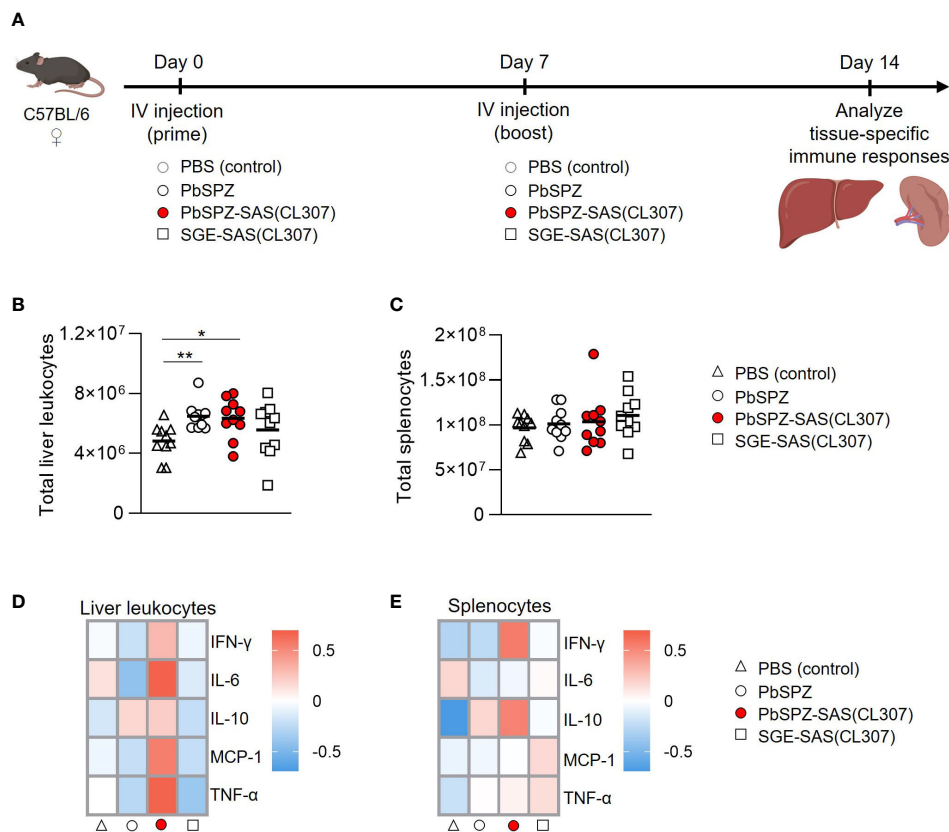 A
Day 0
Day 7
Day 14
C57BL/6
♀
IV injection
(prime)
PBS (control)
PbSPZ
PbSPZ-SAS(CL307)
SGE-SAS(CL307)
IV injection
(boost)
PBS (control)
PbSPZ
PbSPZ-SAS(CL307)
SGE-SAS(CL307)
Analyze
tissue-specific
immune responses
B
Total liver leukocytes
1.2×10⁷
8×10⁶
4×10⁶
0
*
**
C
Total splenocytes
2×10⁸
1.5×10⁸
1×10⁸
5×10⁷
0
PBS (control)
PbSPZ
PbSPZ-SAS(CL307)
SGE-SAS(CL307)
D
Liver leukocytes
IFN-γ
IL-6
IL-10
MCP-1
TNF-α
0.5
0
-0.5
E
Splenocytes
IFN-γ
IL-6
IL-10
MCP-1
TNF-α
0.5
0
-0.5
PBS (control)
PbSPZ
PbSPZ-SAS(CL307)
SGE-SAS(CL307)